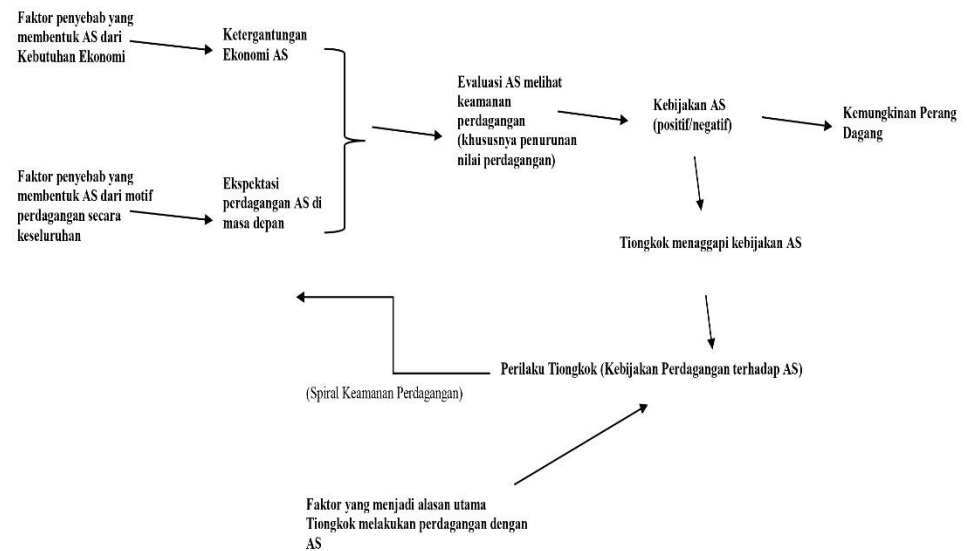 Faktor penyebab yang
membentuk AS dari
Kebutuhan Ekonomi
Ketergantungan
Ekonomi AS
Evaluasi AS melihat
keamanan
perdagangan
(khususnya penurunan
nilai perdagangan)
Kebijakan AS
(positif/negatif)
Kemungkinan Perang
Dagang
Faktor penyebab yang
membentuk AS dari motif
perdagangan secara
keseluruhan
Ekspektasi
perdagangan AS di
masa depan
Tiongkok menaggapi kebijakan AS
Perilaku Tiongkok (Kebijakan Perdagangan terhadap AS)
(Spiral Keamanan Perdagangan)
Faktor yang menjadi alasan utama
Tiongkok melakukan perdagangan dengan
AS